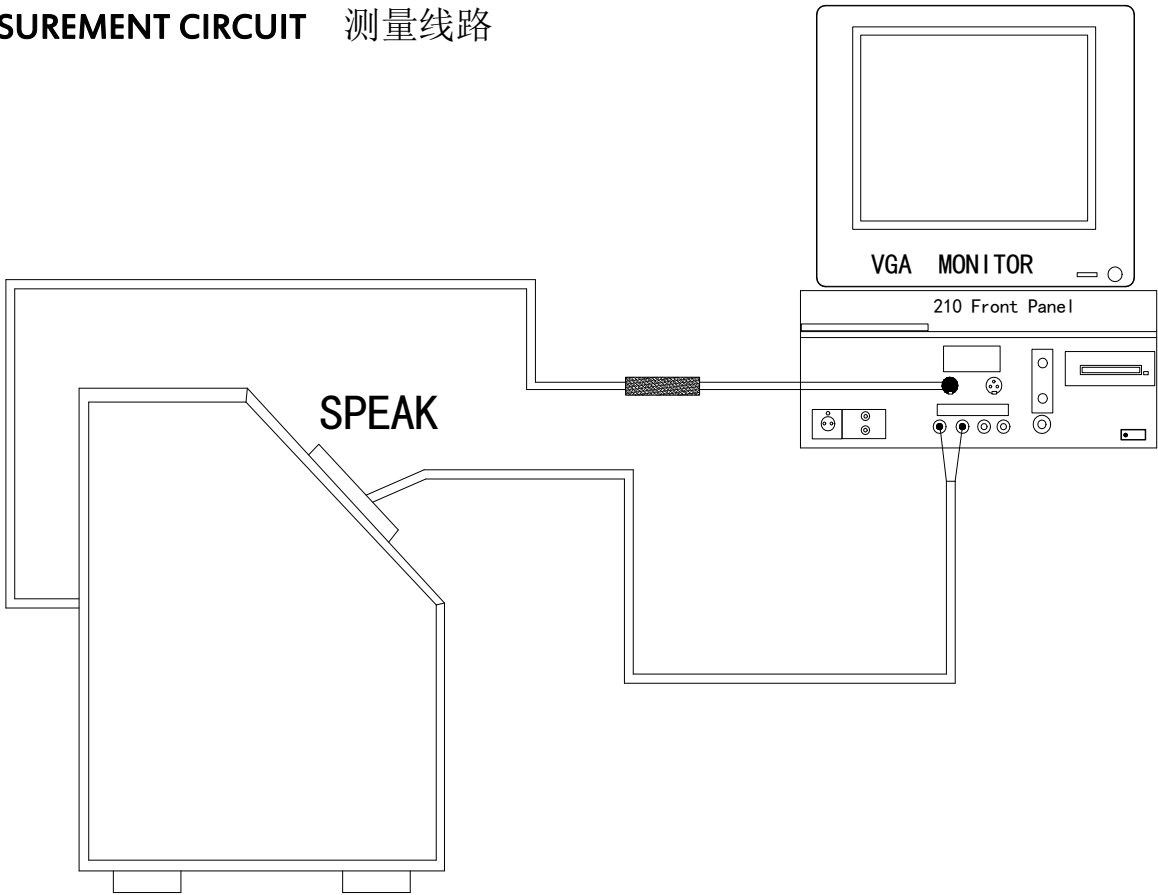 SUREMENT CIRCUIT 测量线路
VGA MONITOR
210 Front Panel
SPEAK